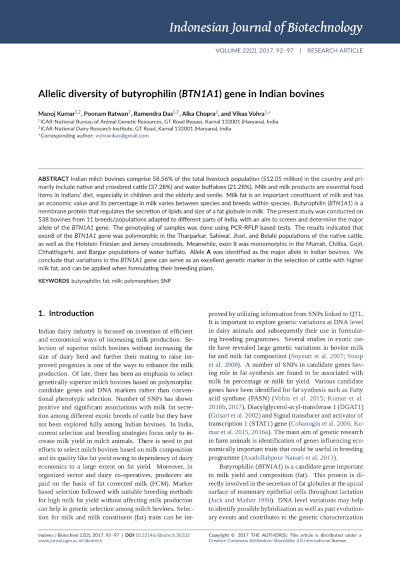 Indonesian Journal of Biotechnology
VOLUME 22(2), 2017, 92–97 | RESEARCH ARTICLE
Allelic diversity of butyrophilin (BTN1A1) gene in Indian bovines
Manoj Kumar1,2, Poonam Ratwan2, Ramendra Das1,2, Alka Chopra2, and Vikas Vohra1,*
1ICAR-National Bureau of Animal Genetic Resources, GT Road Bypass, Karnal 132001 (Haryana), India
2ICAR-National Dairy Research Institute, GT Road, Karnal 132001 (Haryana), India
*Corresponding author: vohravikas@gmail.com
ABSTRACT Indian milch bovines comprise 58.56% of the total livestock population (512.05 million) in the country and pri-
marily include native and crossbred cattle (37.28%) and water buffaloes (21.28%). Milk and milk products are essential food
items in Indians' diet, especially in children and the elderly and senile. Milk fat is an important constituent of milk and has
an economic value and its percentage in milk varies between species and breeds within species. Butyrophilin (BTN1A1) is a
membrane protein that regulates the secretion of lipids and size of a fat globule in milk. The present study was conducted on
538 bovines from 11 breeds/populations adapted to different parts of India, with an aim to screen and determine the major
allele of the BTN1A1 gene. The genotyping of samples was done using PCR-RFLP based tests. The results indicated that
exon8 of the BTN1A1 gene was polymorphic in the Tharparkar, Sahiwal, Jhari, and Belahi populations of the native cattle,
as well as the Holstein Friesian and Jersey crossbreds. Meanwhile, exon 8 was monomorphic in the Murrah, Chilika, Gojri,
Chhattisgarhi, and Bargur populations of water buffalo. Allele A was identified as the major allele in Indian bovines. We
conclude that variations in the BTN1A1 gene can serve as an excellent genetic marker in the selection of cattle with higher
milk fat, and can be applied when formulating their breeding plans.
KEYWORDS butyrophilin; fat; milk; polymorphism; SNP
1. Introduction
Indian dairy industry is focused on invention of efficient
and economical ways of increasing milk production. Se-
lection of superior milch bovines without increasing the
size of dairy herd and further their mating to raise im-
proved progenies is one of the ways to enhance the milk
production. Of late, there has been an emphasis to select
genetically superior milch bovines based on polymorphic
candidate genes and DNA markers rather than conven-
tional phenotypic selection. Number of SNPs has shown
positive and significant associations with milk fat secre-
tion among different exotic breeds of cattle but they have
not been explored fully among Indian bovines. In India,
current selection and breeding strategies focus only to in-
crease milk yield in milch animals. There is need to put
efforts to select milch bovines based on milk composition
and its quality like fat yield owing to dependency of dairy
economics to a large extent on fat yield. Moreover, in
organized sector and dairy co-operatives, producers are
paid on the basis of fat corrected milk (FCM). Marker
based selection followed with suitable breeding methods
for high milk fat yield without affecting milk production
can help in genetic selection among milch bovines. Selec-
tion for milk and milk constituent (fat) traits can be im-
proved by utilizing information from SNPs linked to QTL.
It is important to explore genetic variations at DNA level
in dairy animals and subsequently their use in formulat-
ing breeding programmes. Several studies in exotic cat-
tle have revealed large genetic variations in bovine milk
fat and milk fat composition (Soyeurt et al. 2007; Stoop
et al. 2008). A number of SNPs in candidate genes hav-
ing role in fat synthesis are found to be associated with
milk fat percentage or milk fat yield. Various candidate
genes have been identified for fat synthesis such as Fatty
acid synthase (FASN) (Vohra et al. 2015; Kumar et al.
2016b, 2017), Diacylglycerol-acyl-transferase 1 (DGAT1)
(Grisart et al. 2002) and Signal transducer and activator of
transcription 1 (STAT1) gene (Cobanoglu et al. 2006; Ku-
mar et al. 2015, 2016a). The main aim of genetic research
in farm animals is identification of genes influencing eco-
nomically important traits that could be useful in breeding
programme (Asadollahpour Nanaei et al. 2013).
Butyrophilin (BTN1A1) is a candidate gene important
to milk yield and composition (fat). This protein is di-
rectly involved in the secretion of fat globules at the apical
surface of mammary epithelial cells throughout lactation
(Jack and Mather 1990). DNA level variations may help
to identify possible hybridization as well as past evolution-
ary events and contributes to the genetic characterization
Indones J Biotechnol 22(2), 2017, 92–97 | DOI 10.22146/ijbiotech.30332
www.jurnal.ugm.ac.id/ijbiotech
Copyright © 2017 THE AUTHOR(S). This article is distributed under a
Creative Commons Attribution-ShareAlike 4.0 International license.